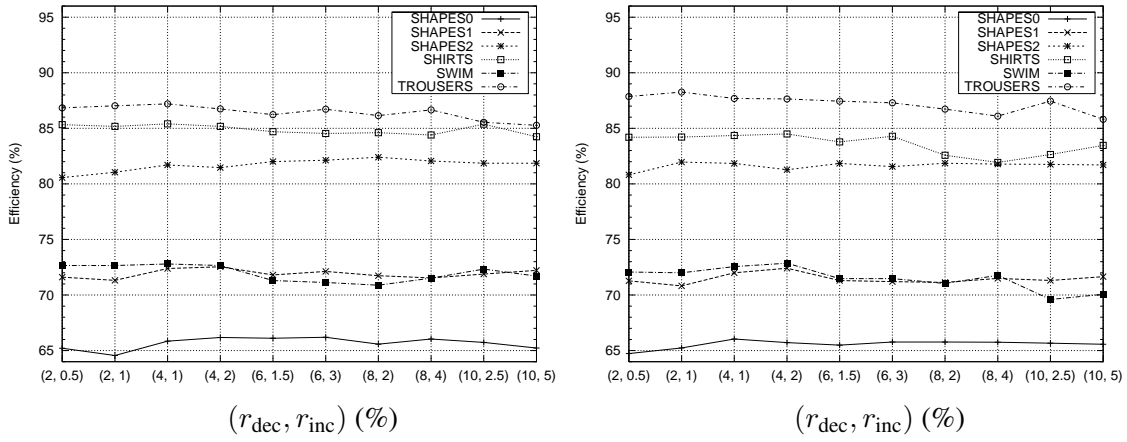 SHAPES0
SHAPES1
SHAPES2
SHIRTS
SWIM
TROUSERS
95
90
85
80
75
70
65
Efficiency (%)
(2, 0.5) (2, 1) (4, 1) (4, 2) (6, 1.5) (6, 3) (8, 2) (8, 4) (10, 2.5) (10, 5)
(r_dec, r_inc) (%)
SHAPES0
SHAPES1
SHAPES2
SHIRTS
SWIM
TROUSERS
95
90
85
80
75
70
65
Efficiency (%)
(2, 0.5) (2, 1) (4, 1) (4, 2) (6, 1.5) (6, 3) (8, 2) (8, 4) (10, 2.5) (10, 5)
(r_dec, r_inc) (%)